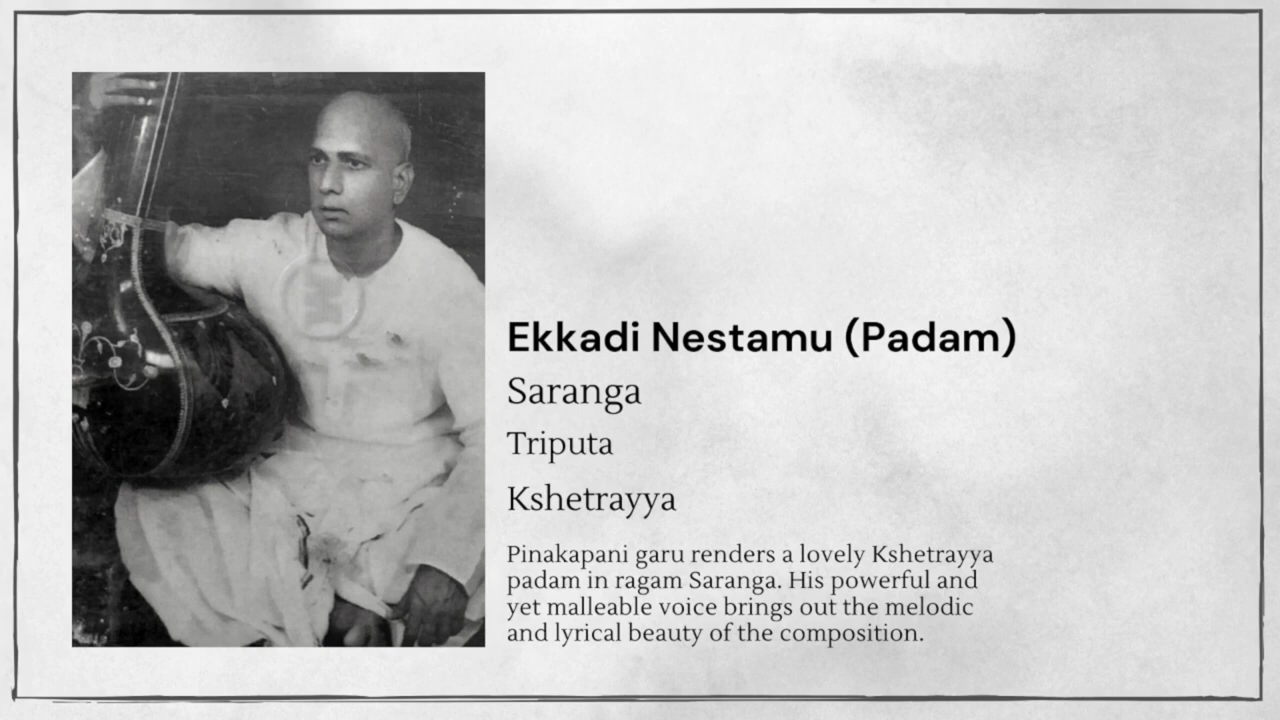 Ekkadi Nestamu (Padam)
Saranga
Triputa
Kshetrayya
Pinakapani garu renders a lovely Kshetrayya
padam in ragam Saranga. His powerful and
yet malleable voice brings out the melodic
and lyrical beauty of the composition.